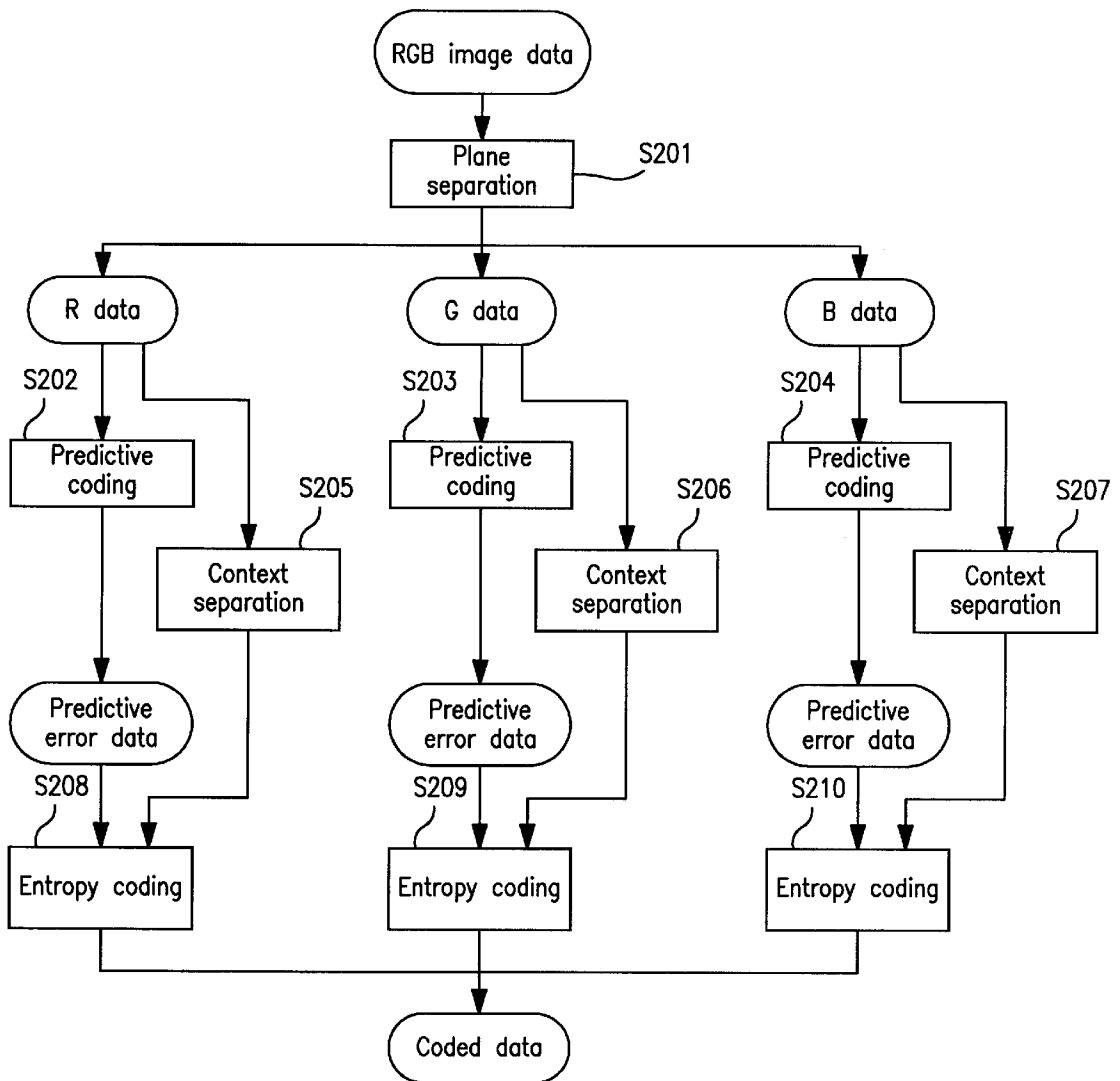 RGB image data
Plane
separation
S201
R data
G data
B data
S202
S203
S204
Predictive
coding
Predictive
coding
Predictive
coding
S205
S206
S207
Context
separation
Context
separation
Context
separation
Predictive
error data
Predictive
error data
Predictive
error data
S208
S209
S210
Entropy coding
Entropy coding
Entropy coding
Coded data